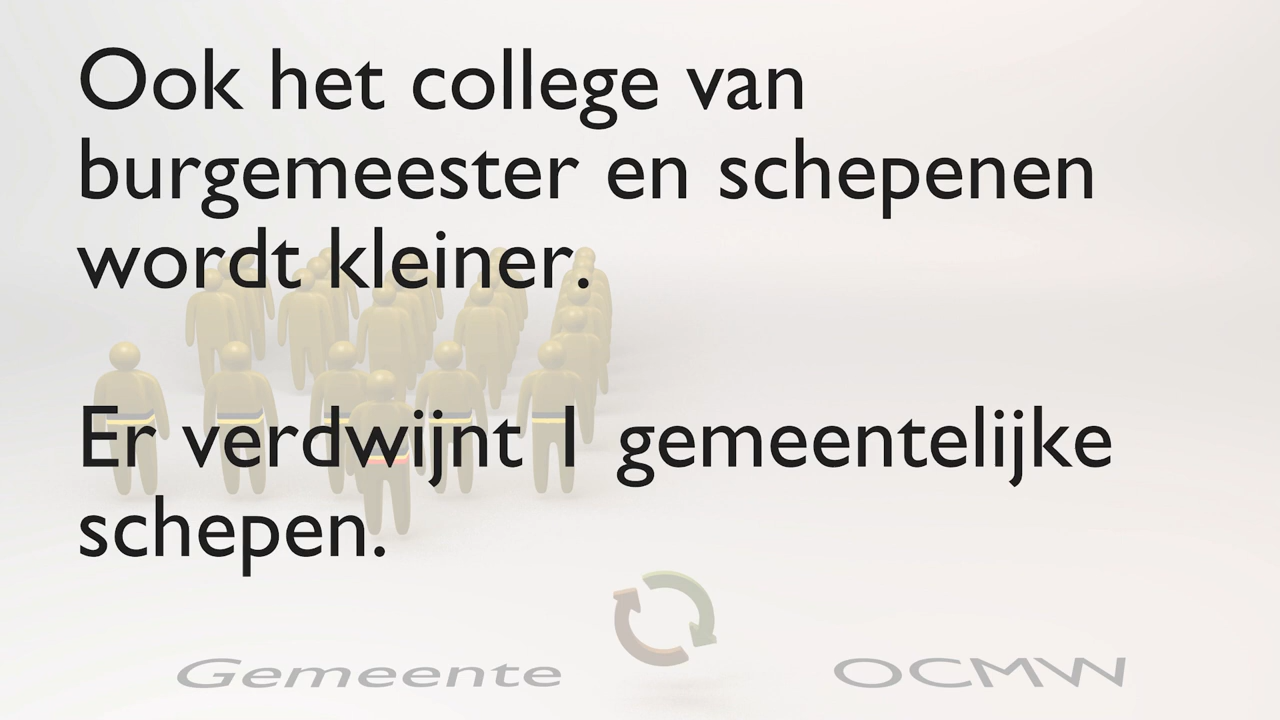 Ook het college van
burgemeester en schepenen
wordt kleiner.
Er verdwijnt 1 gemeentelijke
schepen.
Gemeente OCMW